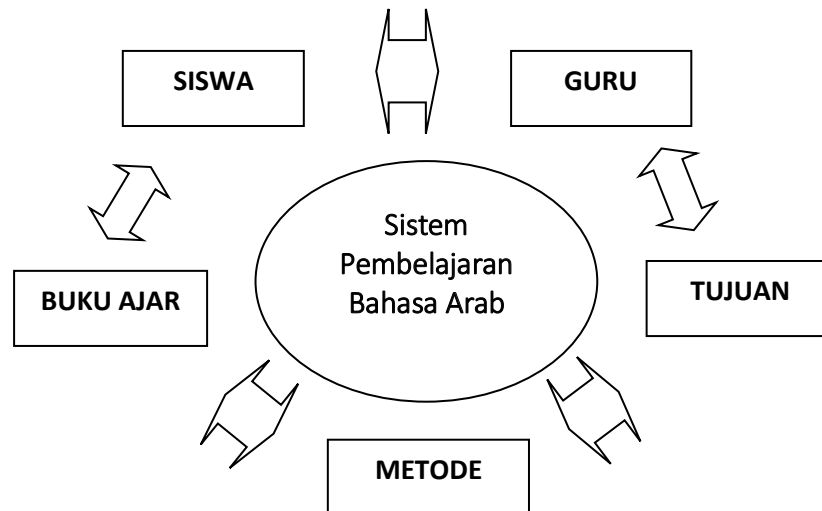 SISWA
GURU
Sistem
Pembelajaran
Bahasa Arab
BUKU AJAR
TUJUAN
METODE